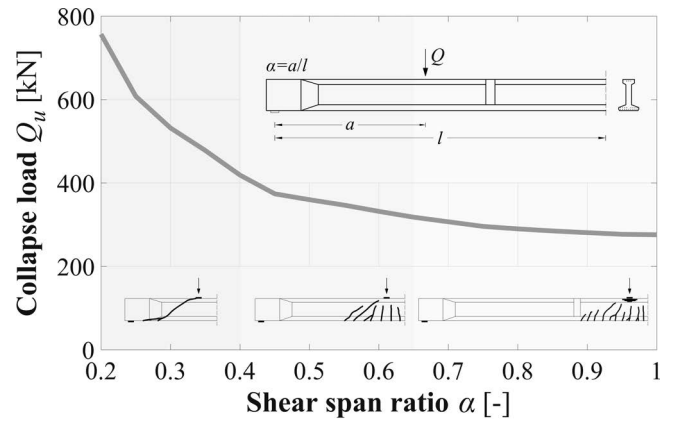 800
600
400
200
0
Collapse load Qu [kN]
α=a/l
Q
a
l
0.2 0.3 0.4 0.5 0.6 0.7 0.8 0.9 1
Shear span ratio α [-]